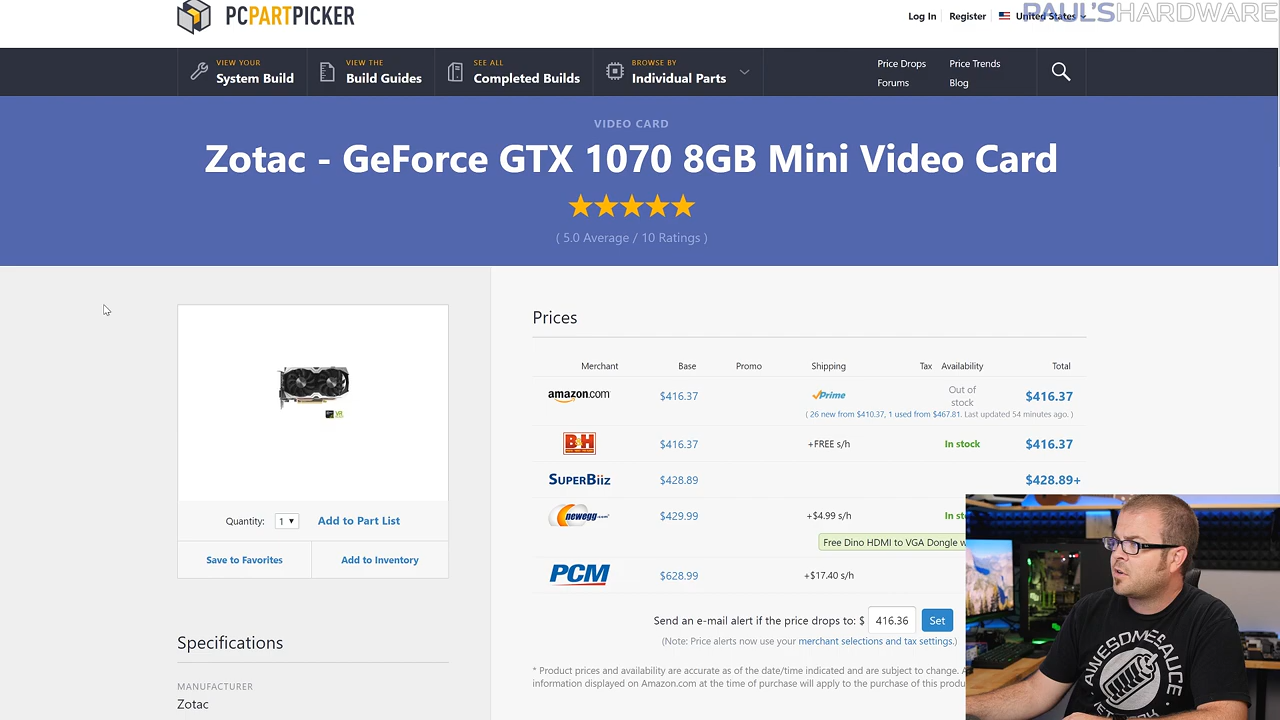 PCPARTPICKER
Log In
Register
United States
PAUL'SHARDWARE
VIEW YOUR
System Build
VIEW THE
Build Guides
SEE ALL
Completed Builds
BROWSE BY
Individual Parts
Price Drops
Price Trends
Forums
Blog
VIDEO CARD
Zotac - GeForce GTX 1070 8GB Mini Video Card
( 5.0 Average / 10 Ratings )
VR
Quantity: 1
Add to Part List
Save to Favorites
Add to Inventory
Specifications
MANUFACTURER
Zotac
Prices
Merchant Base Promo Shipping Tax Availability Total
amazon.com $416.37 Prime Out of stock $416.37
( 26 new from $410.37, 1 used from $467.81. Last updated 54 minutes ago. )
B&H $416.37 +FREE s/h In stock $416.37
SUPERBiiz $428.89 $428.89+
newegg.com $429.99 +$4.99 s/h In st
Free Dino HDMI to VGA Dongle w
PCM $628.99 +$17.40 s/h
Send an e-mail alert if the price drops to: $ 416.36 Set
(Note: Price alerts now use your merchant selections and tax settings.)
* Product prices and availability are accurate as of the date/time indicated and are subject to change. A
information displayed on Amazon.com at the time of purchase will apply to the purchase of this produ
AWESOMESAUCE
NETWORK